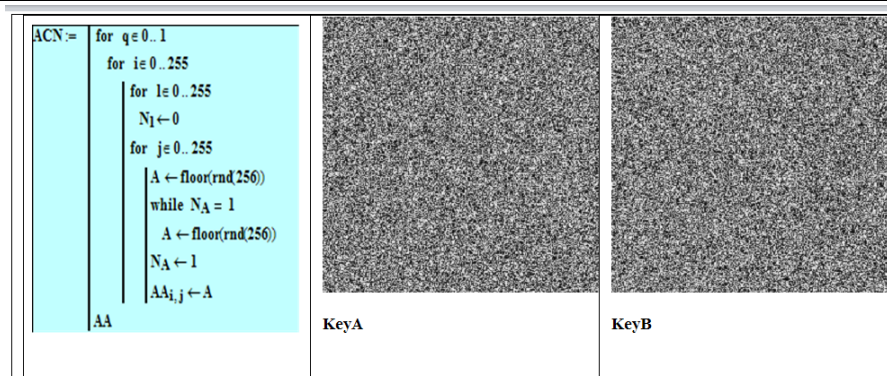 ACN := for q ∈ 0.. 1
for i ∈ 0.. 255
for l ∈ 0.. 255
N_l ← 0
for j ∈ 0.. 255
A ← floor(rnd(256))
while N_A = 1
A ← floor(rnd(256))
N_A ← 1
AA_i, j ← A
AA
KeyA
KeyB